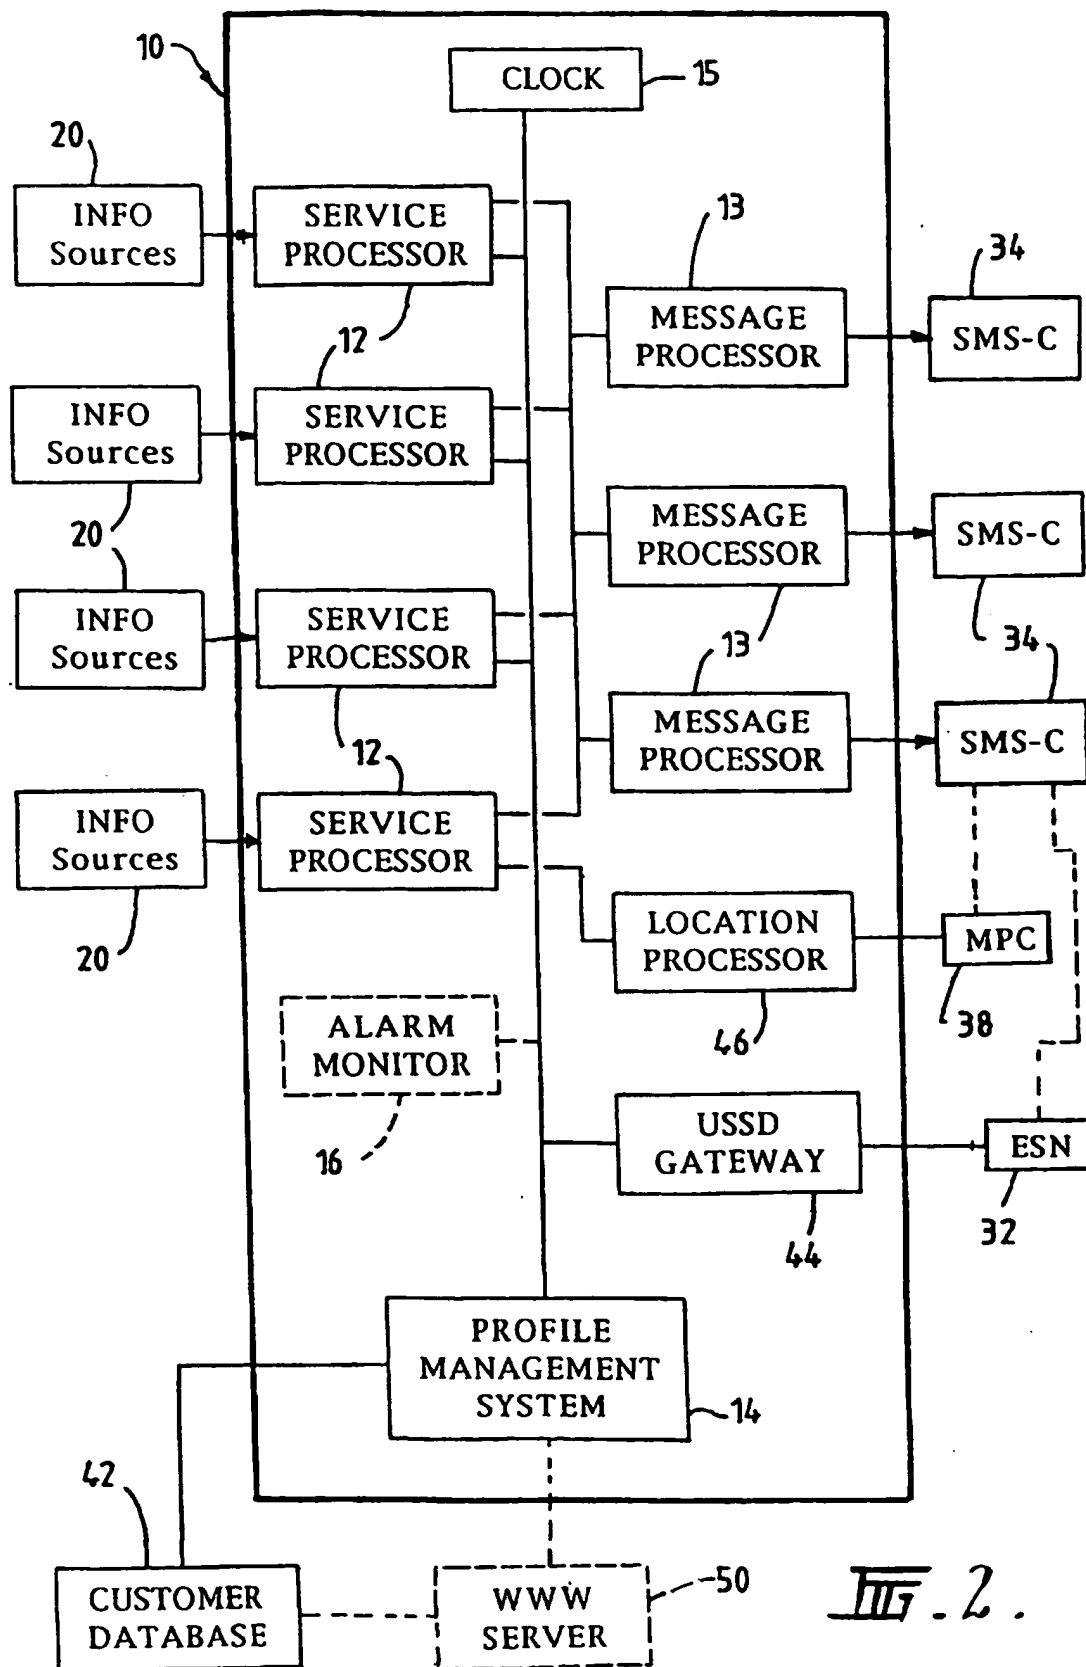 10
CLOCK
15
20
INFO
Sources
SERVICE
PROCESSOR
13
34
MESSAGE
PROCESSOR
SMS-C
12
INFO
Sources
SERVICE
PROCESSOR
20
MESSAGE
PROCESSOR
SMS-C
INFO
Sources
SERVICE
PROCESSOR
13
34
12
MESSAGE
PROCESSOR
SMS-C
INFO
Sources
SERVICE
PROCESSOR
20
LOCATION
PROCESSOR
MPC
46
38
ALARM
MONITOR
16
USSD
GATEWAY
ESN
44
32
PROFILE
MANAGEMENT
SYSTEM
14
42
CUSTOMER
DATABASE
WWW
SERVER
50
FIG. 2.